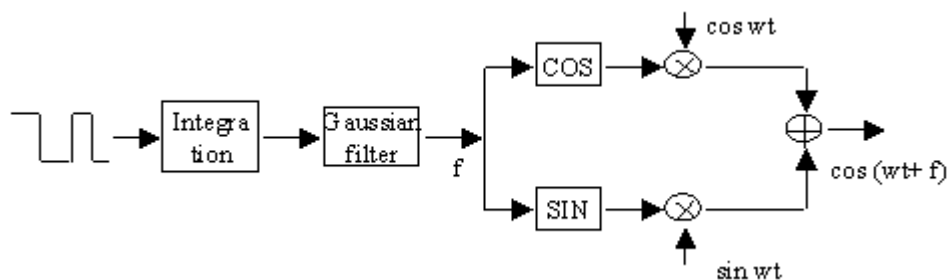 cos wt
COS
Integra
tion
Gaussian
filter
f
cos (wt+ f)
SIN
sin wt